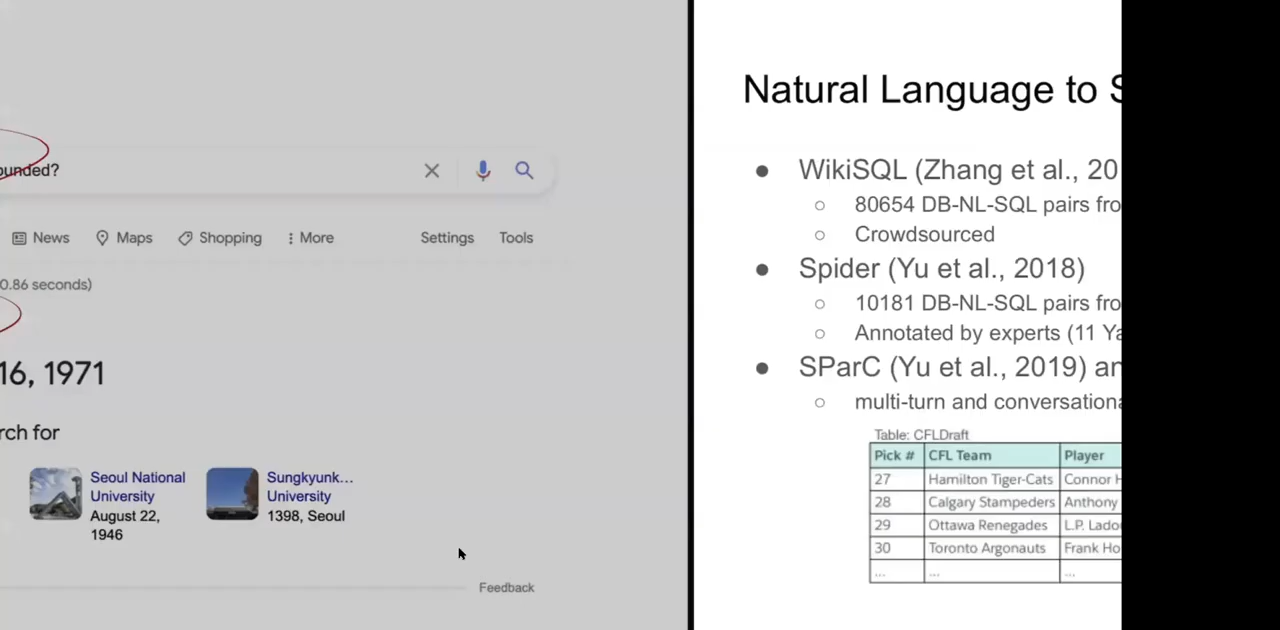 ounded?
News Maps Shopping More Settings Tools
0.86 seconds)
16, 1971
rch for
Seoul National
University
August 22,
1946
Sungkyunk...
University
1398, Seoul
Feedback
Natural Language to S
WikiSQL (Zhang et al., 20
80654 DB-NL-SQL pairs fro
Crowdsourced
Spider (Yu et al., 2018)
10181 DB-NL-SQL pairs fro
Annotated by experts (11 Ya
SParC (Yu et al., 2019) an
multi-turn and conversationa
Table: CFLDraft
Pick # CFL Team Player
27 Hamilton Tiger-Cats Connor H
28 Calgary Stampeders Anthony
29 Ottawa Renegades L.P. Lado
30 Toronto Argonauts Frank Ho
... ... ...